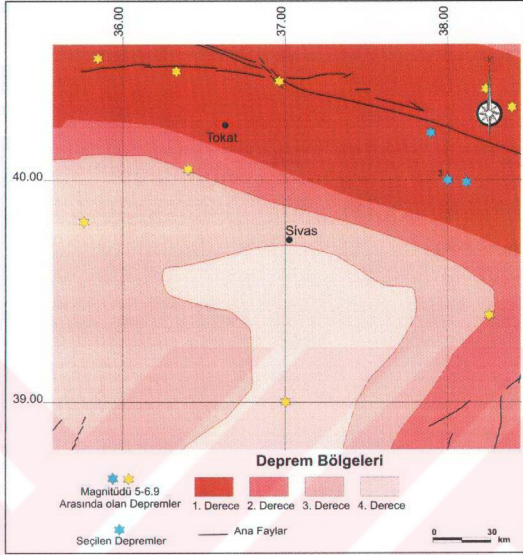 36.00
37.00
38.00
Tokat
3
40.00
Sivas
39.00
Deprem Bölgeleri
Magnitüdü 5-6.9
Arasında olan Depremler
1. Derece
2. Derece
3. Derece
4. Derece
Seçilen Depremler
Ana Faylar
0
30
km